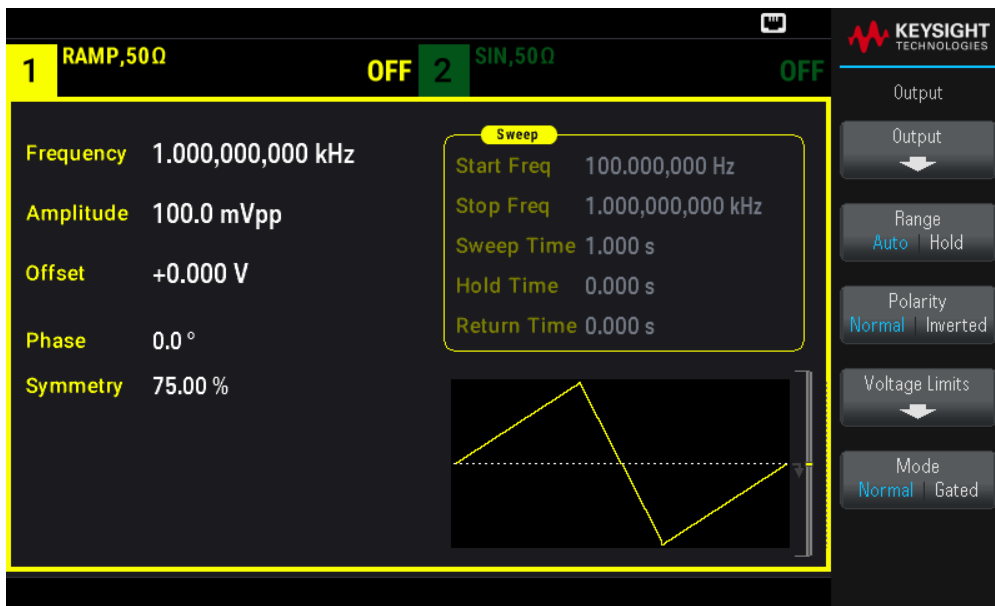 KEYSIGHT
TECHNOLOGIES
1 RAMP,50Ω OFF 2 SIN,50Ω OFF
Output
Frequency 1.000,000,000 kHz
Amplitude 100.0 mVpp
Offset +0.000 V
Phase 0.0 °
Symmetry 75.00 %
Sweep
Start Freq 100.000,000 Hz
Stop Freq 1.000,000,000 kHz
Sweep Time 1.000 s
Hold Time 0.000 s
Return Time 0.000 s
Output
Range
Auto | Hold
Polarity
Normal | Inverted
Voltage Limits
Mode
Normal | Gated